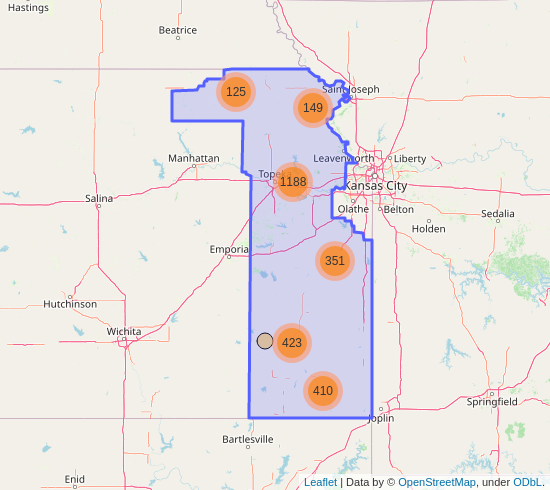 Hastings
Beatrice
125
Saint Joseph
149
Manhattan
Leavenworth
Liberty
1188
Kansas City
Salina
Olathe
Belton
Sedalia
Holden
Emporia
351
Hutchinson
Wichita
423
410
Springfield
Joplin
Bartlesville
Enid
Leaflet | Data by © OpenStreetMap, under ODbL.